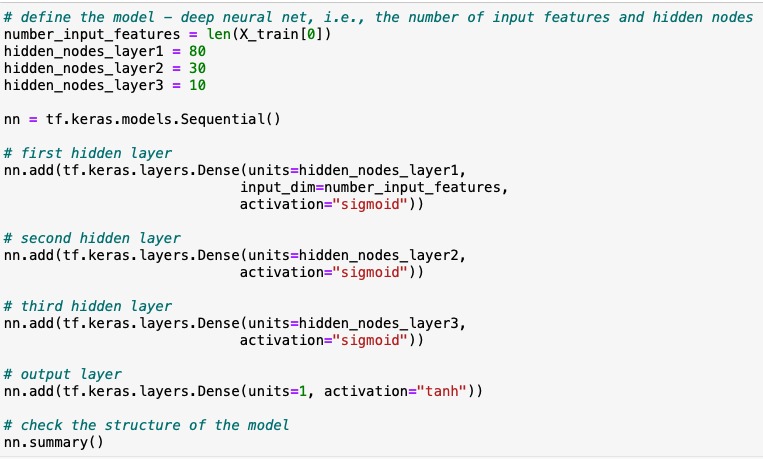 # define the model – deep neural net, i.e., the number of input features and hidden nodes
number_input_features = len(X_train[0])
hidden_nodes_layer1 = 80
hidden_nodes_layer2 = 30
hidden_nodes_layer3 = 10

nn = tf.keras.models.Sequential()

# first hidden layer
nn.add(tf.keras.layers.Dense(units=hidden_nodes_layer1,
                             input_dim=number_input_features,
                             activation="sigmoid"))

# second hidden layer
nn.add(tf.keras.layers.Dense(units=hidden_nodes_layer2,
                             activation="sigmoid"))

# third hidden layer
nn.add(tf.keras.layers.Dense(units=hidden_nodes_layer3,
                             activation="sigmoid"))

# output layer
nn.add(tf.keras.layers.Dense(units=1, activation="tanh"))

# check the structure of the model
nn.summary()